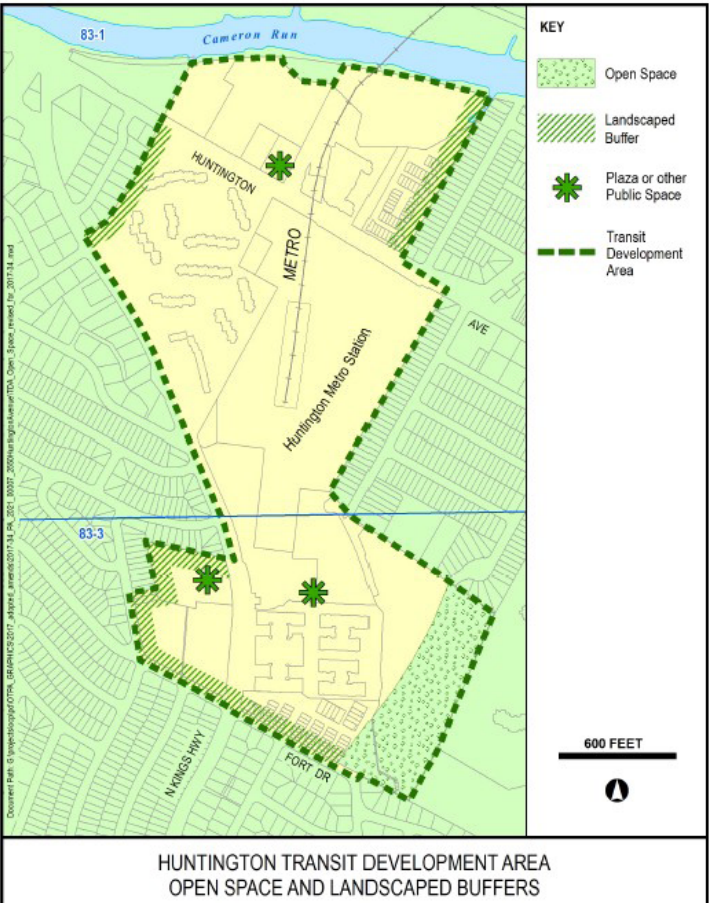 83-1
Cameron Run
HUNTINGTON
METRO
Huntington Metro Station
AVE
83-3
N KINGS HWY
FORT DR
KEY
Open Space
Landscaped
Buffer
Plaza or other
Public Space
Transit
Development
Area
600 FEET
HUNTINGTON TRANSIT DEVELOPMENT AREA
OPEN SPACE AND LANDSCAPED BUFFERS